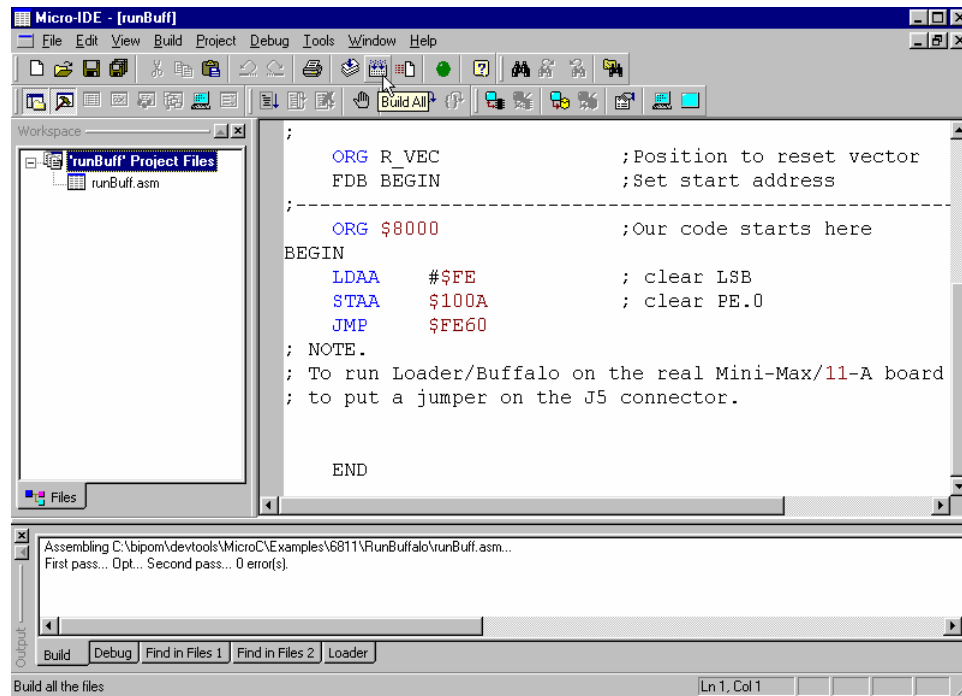 Micro-IDE - [runBuff]
File Edit View Build Project Debug Tools Window Help
Build All
Workspace
'runBuff' Project Files
runBuff.asm
Files
;
ORG R_VEC ;Position to reset vector
FDB BEGIN ;Set start address
;-------------------------------------------------------
ORG $8000 ;Our code starts here
BEGIN
LDAA #$FE ; clear LSB
STAA $100A ; clear PE.0
JMP $FE60
; NOTE.
; To run Loader/Buffalo on the real Mini-Max/11-A board
; to put a jumper on the J5 connector.
END
Output
Assembling C:\bipom\devtools\MicroC\Examples\6811\RunBuffalo\runBuff.asm...
First pass... Opt... Second pass... 0 error(s).
Build Debug Find in Files 1 Find in Files 2 Loader
Build all the files Ln 1, Col 1